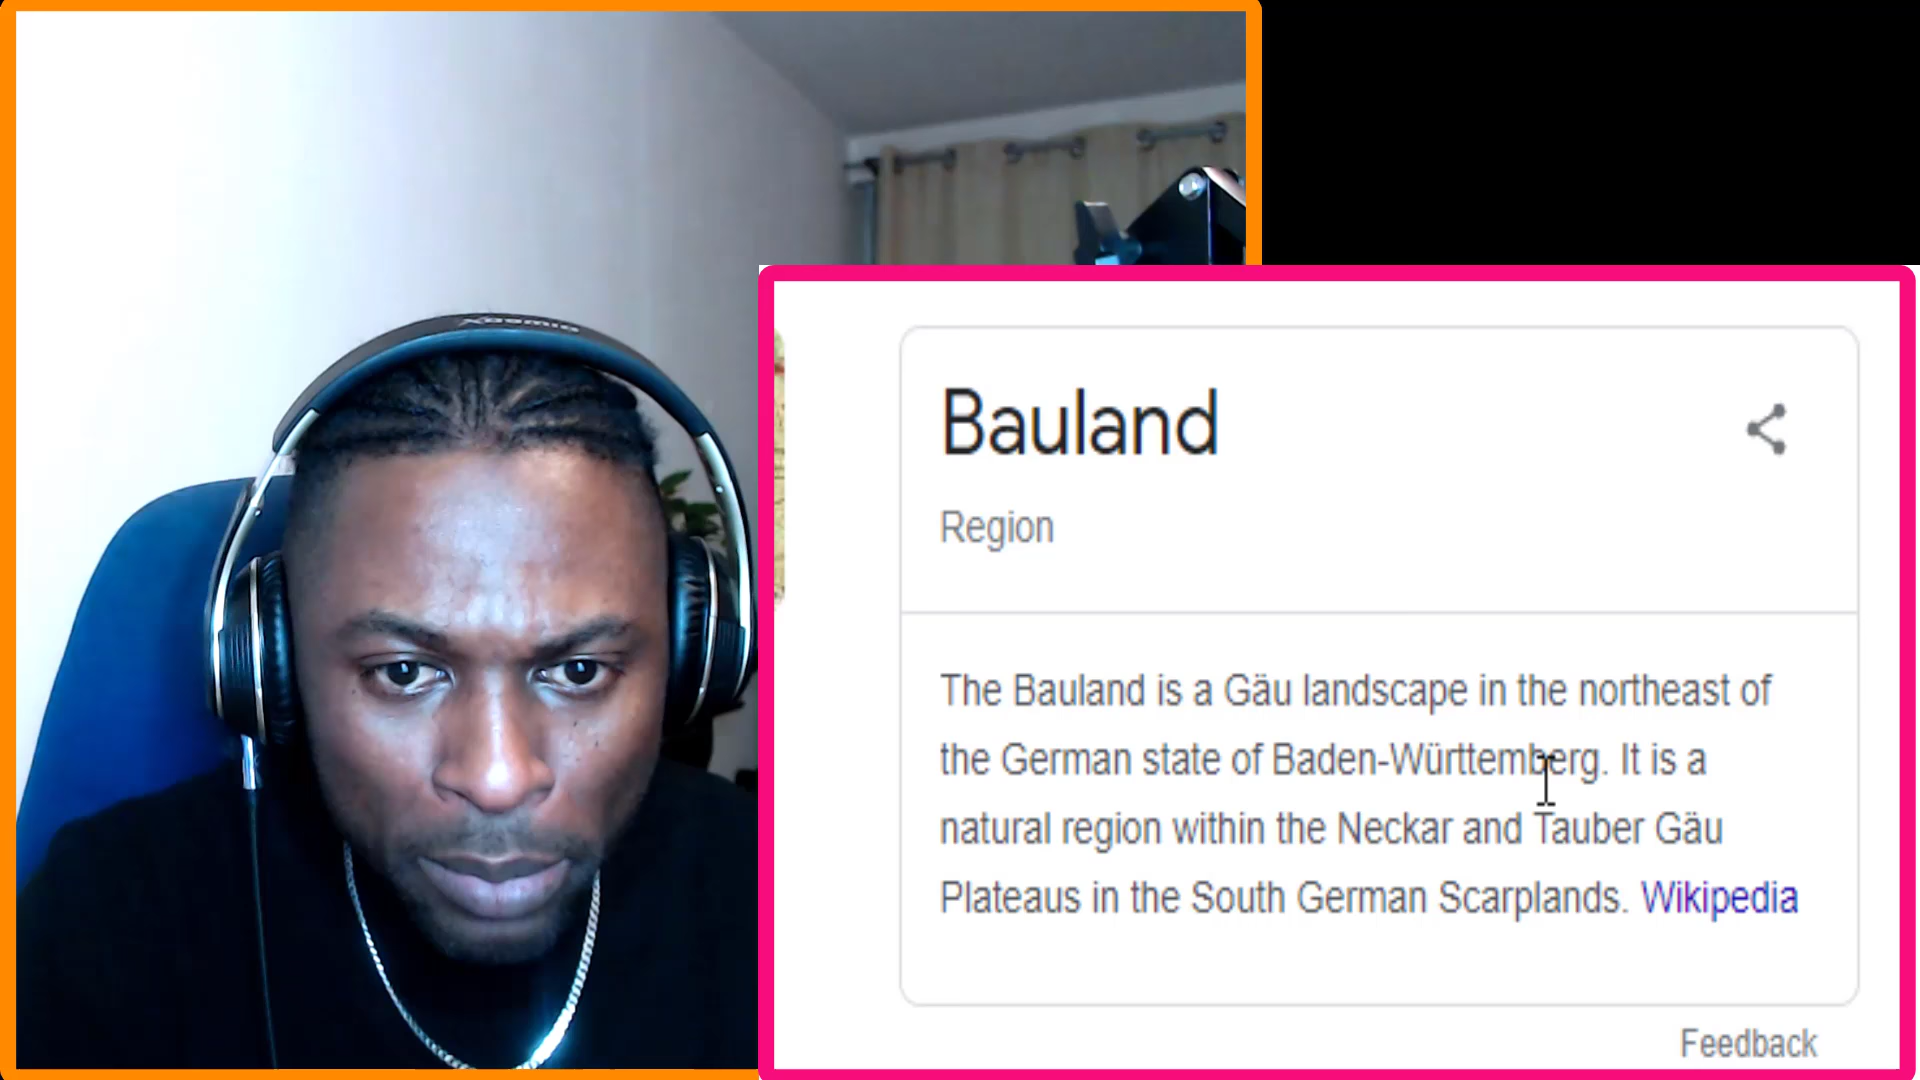 Bauland
Region
The Bauland is a Gäu landscape in the northeast of
the German state of Baden-Württemberg. It is a
natural region within the Neckar and Tauber Gäu
Plateaus in the South German Scarplands. Wikipedia
Feedback